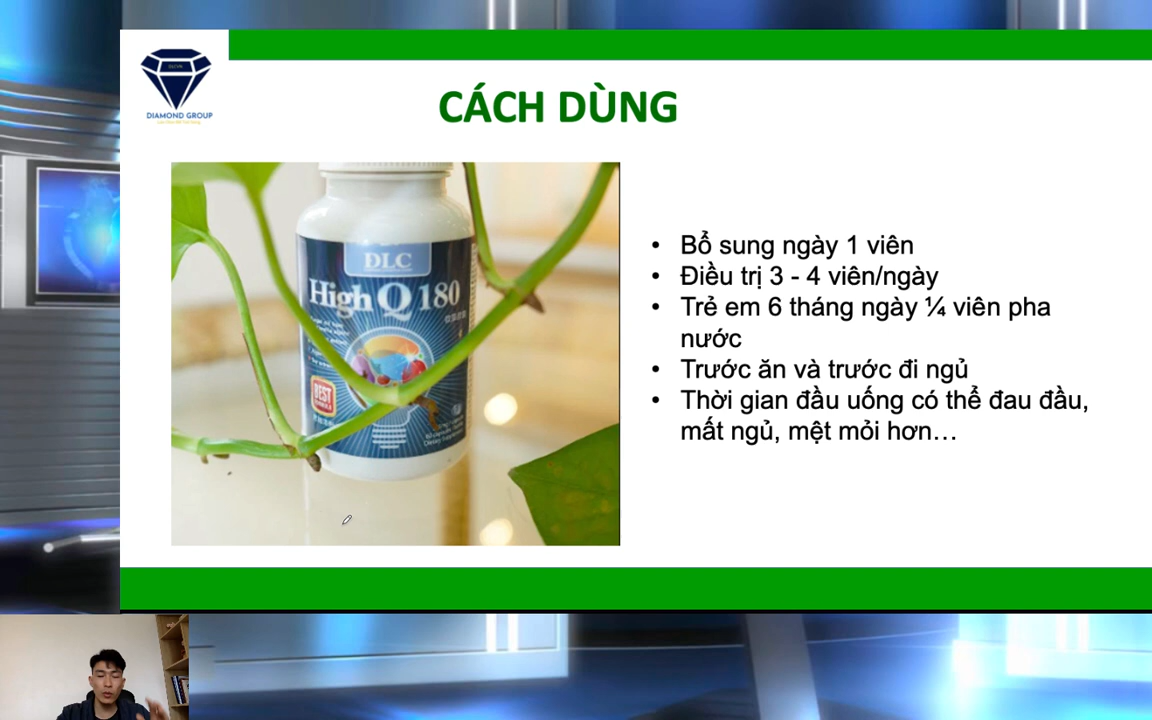 DIAMOND GROUP
CÁCH DÙNG
DLC
High Q 180
BEST
Dietary Supplement
• Bổ sung ngày 1 viên
• Điều trị 3 - 4 viên/ngày
• Trẻ em 6 tháng ngày ¼ viên pha
nước
• Trước ăn và trước đi ngủ
• Thời gian đầu uống có thể đau đầu,
mất ngủ, mệt mỏi hơn…